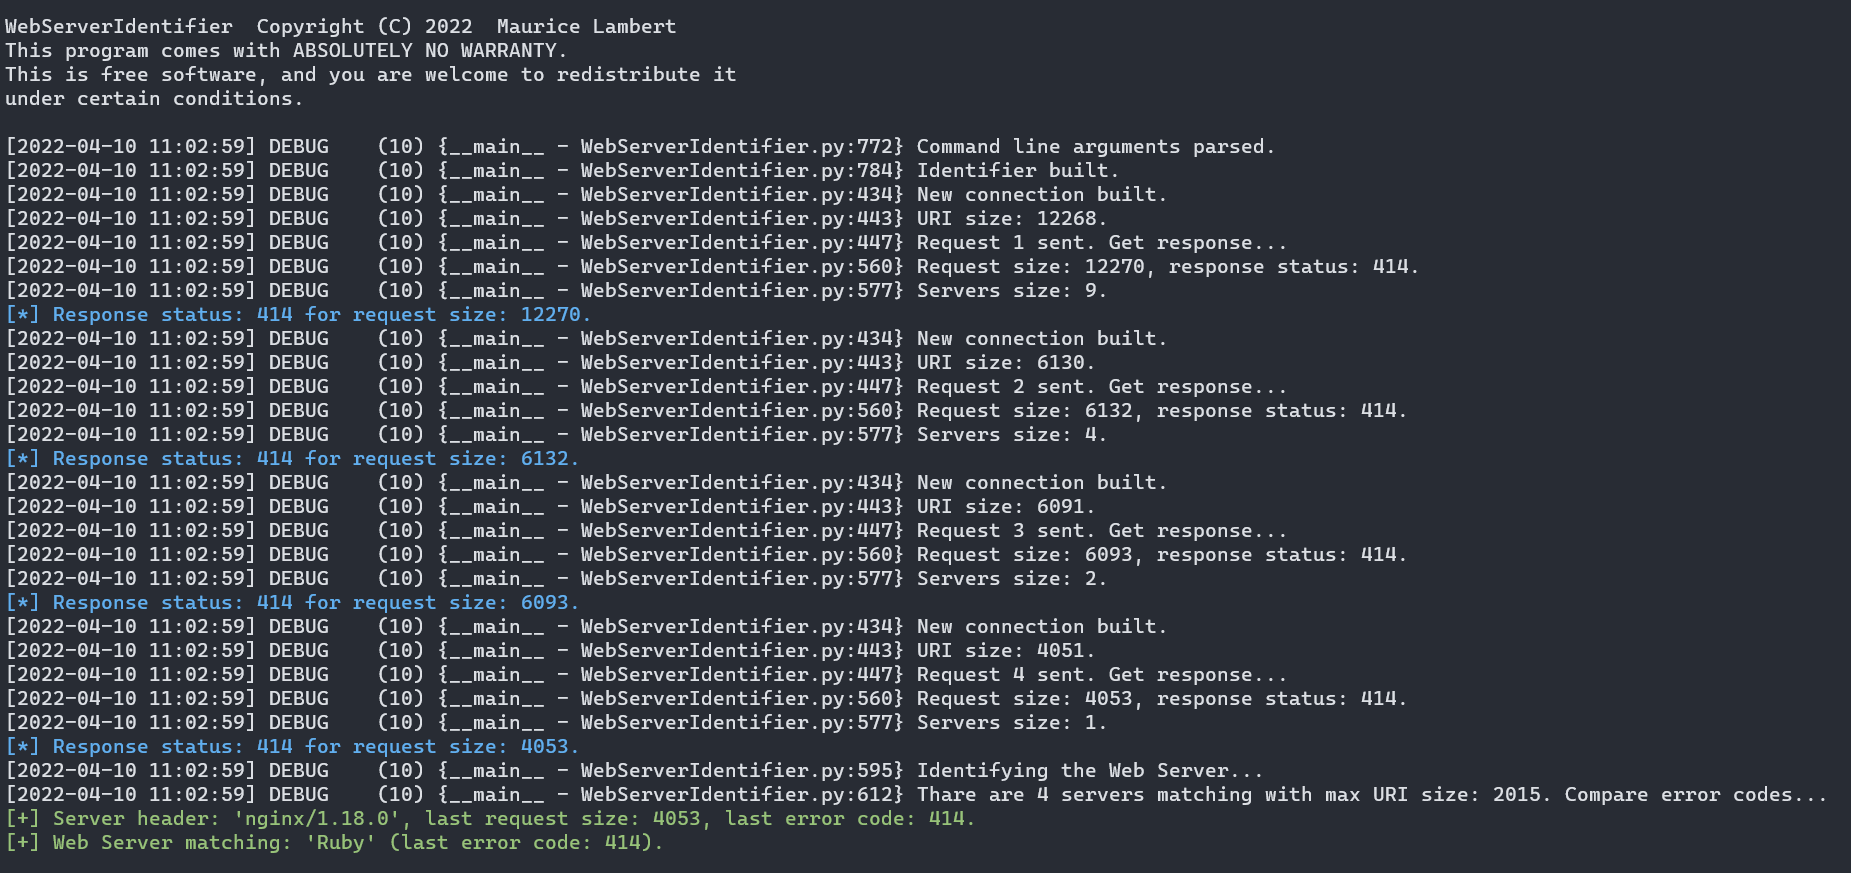 WebServerIdentifier  Copyright (C) 2022  Maurice Lambert
This program comes with ABSOLUTELY NO WARRANTY.
This is free software, and you are welcome to redistribute it
under certain conditions.

[2022-04-10 11:02:59] DEBUG    (10) {__main__ - WebServerIdentifier.py:772} Command line arguments parsed.
[2022-04-10 11:02:59] DEBUG    (10) {__main__ - WebServerIdentifier.py:784} Identifier built.
[2022-04-10 11:02:59] DEBUG    (10) {__main__ - WebServerIdentifier.py:434} New connection built.
[2022-04-10 11:02:59] DEBUG    (10) {__main__ - WebServerIdentifier.py:443} URI size: 12268.
[2022-04-10 11:02:59] DEBUG    (10) {__main__ - WebServerIdentifier.py:447} Request 1 sent. Get response...
[2022-04-10 11:02:59] DEBUG    (10) {__main__ - WebServerIdentifier.py:560} Request size: 12270, response status: 414.
[2022-04-10 11:02:59] DEBUG    (10) {__main__ - WebServerIdentifier.py:577} Servers size: 9.
[*] Response status: 414 for request size: 12270.
[2022-04-10 11:02:59] DEBUG    (10) {__main__ - WebServerIdentifier.py:434} New connection built.
[2022-04-10 11:02:59] DEBUG    (10) {__main__ - WebServerIdentifier.py:443} URI size: 6130.
[2022-04-10 11:02:59] DEBUG    (10) {__main__ - WebServerIdentifier.py:447} Request 2 sent. Get response...
[2022-04-10 11:02:59] DEBUG    (10) {__main__ - WebServerIdentifier.py:560} Request size: 6132, response status: 414.
[2022-04-10 11:02:59] DEBUG    (10) {__main__ - WebServerIdentifier.py:577} Servers size: 4.
[*] Response status: 414 for request size: 6132.
[2022-04-10 11:02:59] DEBUG    (10) {__main__ - WebServerIdentifier.py:434} New connection built.
[2022-04-10 11:02:59] DEBUG    (10) {__main__ - WebServerIdentifier.py:443} URI size: 6091.
[2022-04-10 11:02:59] DEBUG    (10) {__main__ - WebServerIdentifier.py:447} Request 3 sent. Get response...
[2022-04-10 11:02:59] DEBUG    (10) {__main__ - WebServerIdentifier.py:560} Request size: 6093, response status: 414.
[2022-04-10 11:02:59] DEBUG    (10) {__main__ - WebServerIdentifier.py:577} Servers size: 2.
[*] Response status: 414 for request size: 6093.
[2022-04-10 11:02:59] DEBUG    (10) {__main__ - WebServerIdentifier.py:434} New connection built.
[2022-04-10 11:02:59] DEBUG    (10) {__main__ - WebServerIdentifier.py:443} URI size: 4051.
[2022-04-10 11:02:59] DEBUG    (10) {__main__ - WebServerIdentifier.py:447} Request 4 sent. Get response...
[2022-04-10 11:02:59] DEBUG    (10) {__main__ - WebServerIdentifier.py:560} Request size: 4053, response status: 414.
[2022-04-10 11:02:59] DEBUG    (10) {__main__ - WebServerIdentifier.py:577} Servers size: 1.
[*] Response status: 414 for request size: 4053.
[2022-04-10 11:02:59] DEBUG    (10) {__main__ - WebServerIdentifier.py:595} Identifying the Web Server...
[2022-04-10 11:02:59] DEBUG    (10) {__main__ - WebServerIdentifier.py:612} Thare are 4 servers matching with max URI size: 2015. Compare error codes...
[+] Server header: 'nginx/1.18.0', last request size: 4053, last error code: 414.
[+] Web Server matching: 'Ruby' (last error code: 414).